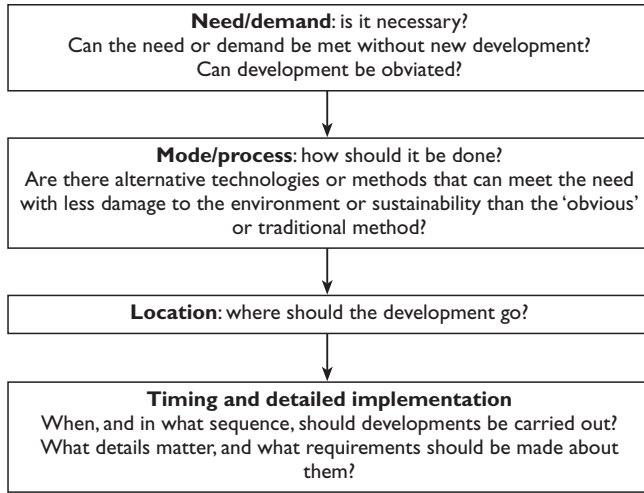 Need/demand: is it necessary?
Can the need or demand be met without new development?
Can development be obviated?
Mode/process: how should it be done?
Are there alternative technologies or methods that can meet the need
with less damage to the environment or sustainability than the ‘obvious’
or traditional method?
Location: where should the development go?
Timing and detailed implementation
When, and in what sequence, should developments be carried out?
What details matter, and what requirements should be made about
them?